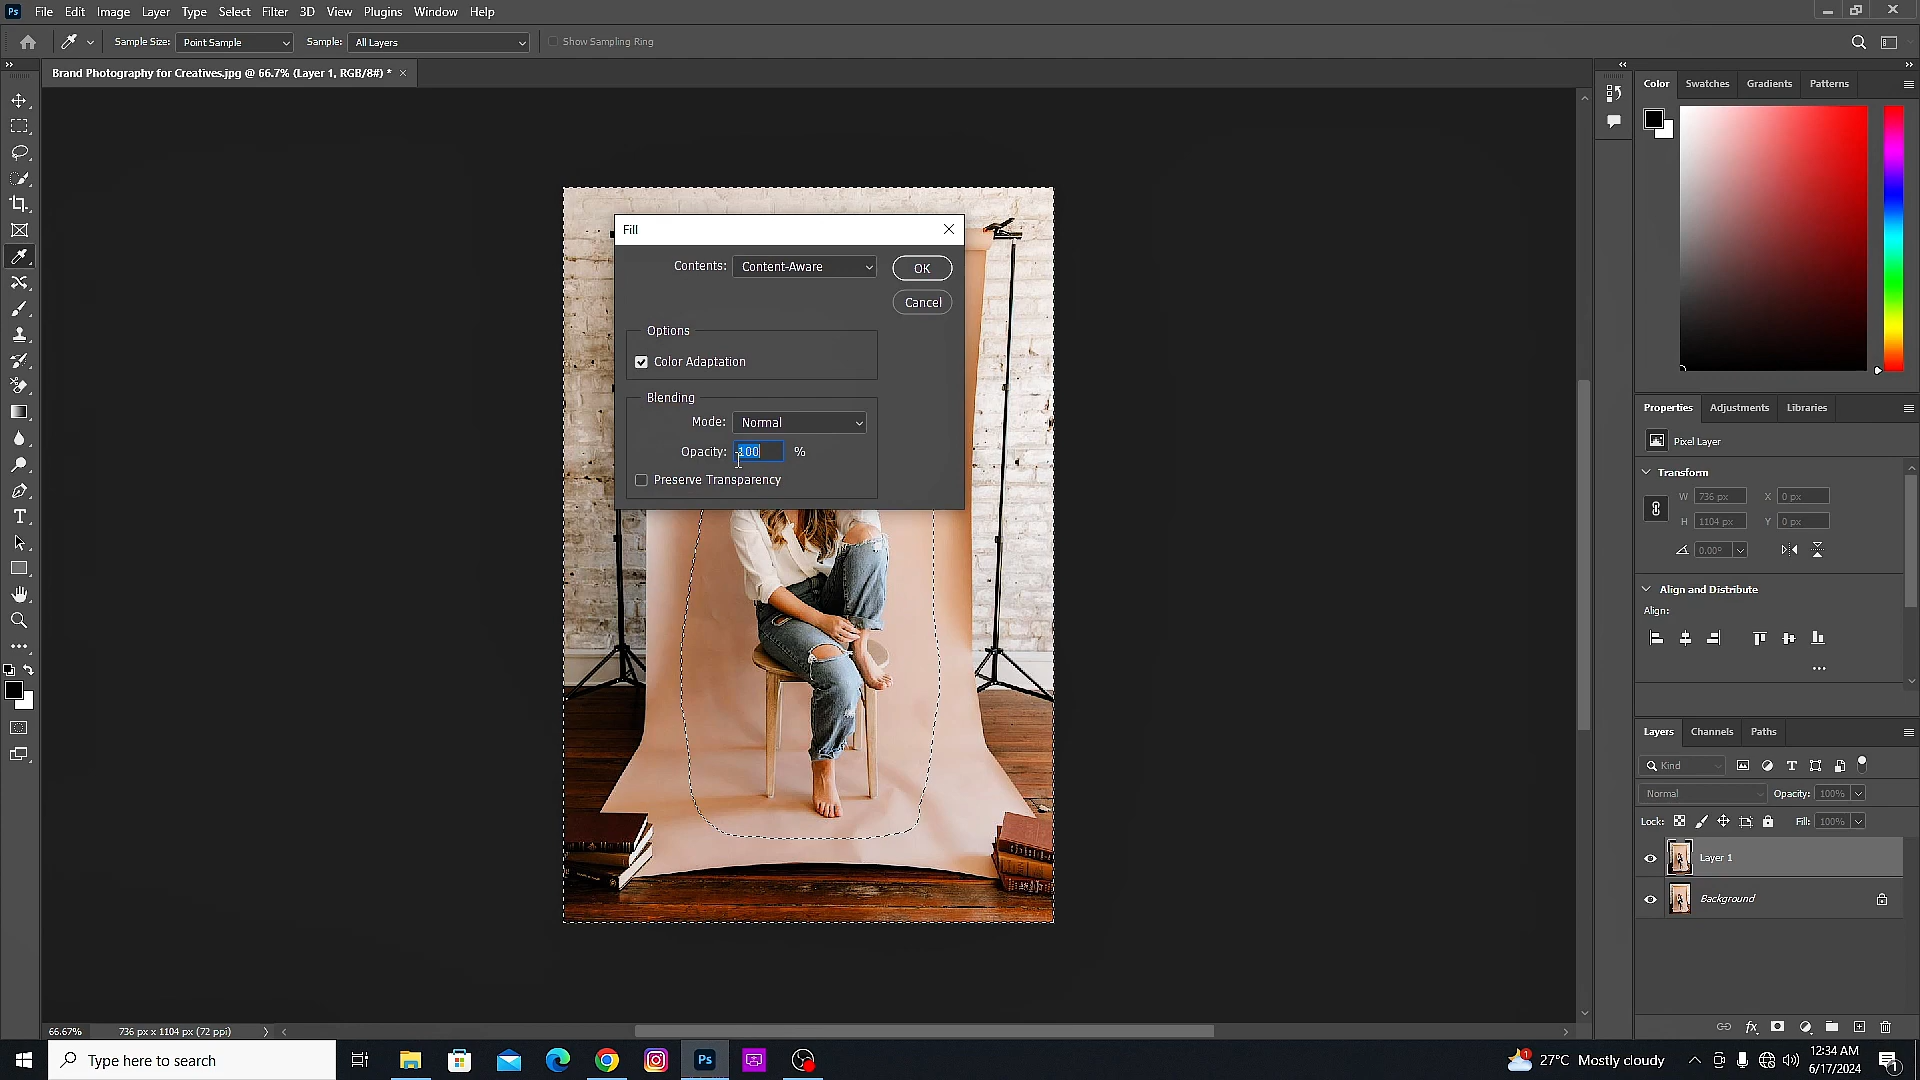 Ps File Edit Image Layer Type Select Filter 3D View Plugins Window Help
Sample Size: Point Sample Sample: All Layers Show Sampling Ring
Brand Photography for Creatives.jpg @ 66.7% (Layer 1, RGB/8#) * ×
Color Swatches Gradients Patterns
Fill
Contents: Content-Aware OK
Cancel
Options
Color Adaptation
Blending
Mode: Normal
Opacity: 100 %
Preserve Transparency
Properties Adjustments Libraries
Pixel Layer
Transform
W 736 px X 0 px
H 1104 px Y 0 px
0.00°
Align and Distribute
Align:
Layers Channels Paths
Kind
Normal Opacity: 100%
Lock: Fill: 100%
Layer 1
Background
66.67% 736 px x 1104 px (72 ppi)
Type here to search
Ps
1 27°C Mostly cloudy
12:34 AM
6/17/2024
1